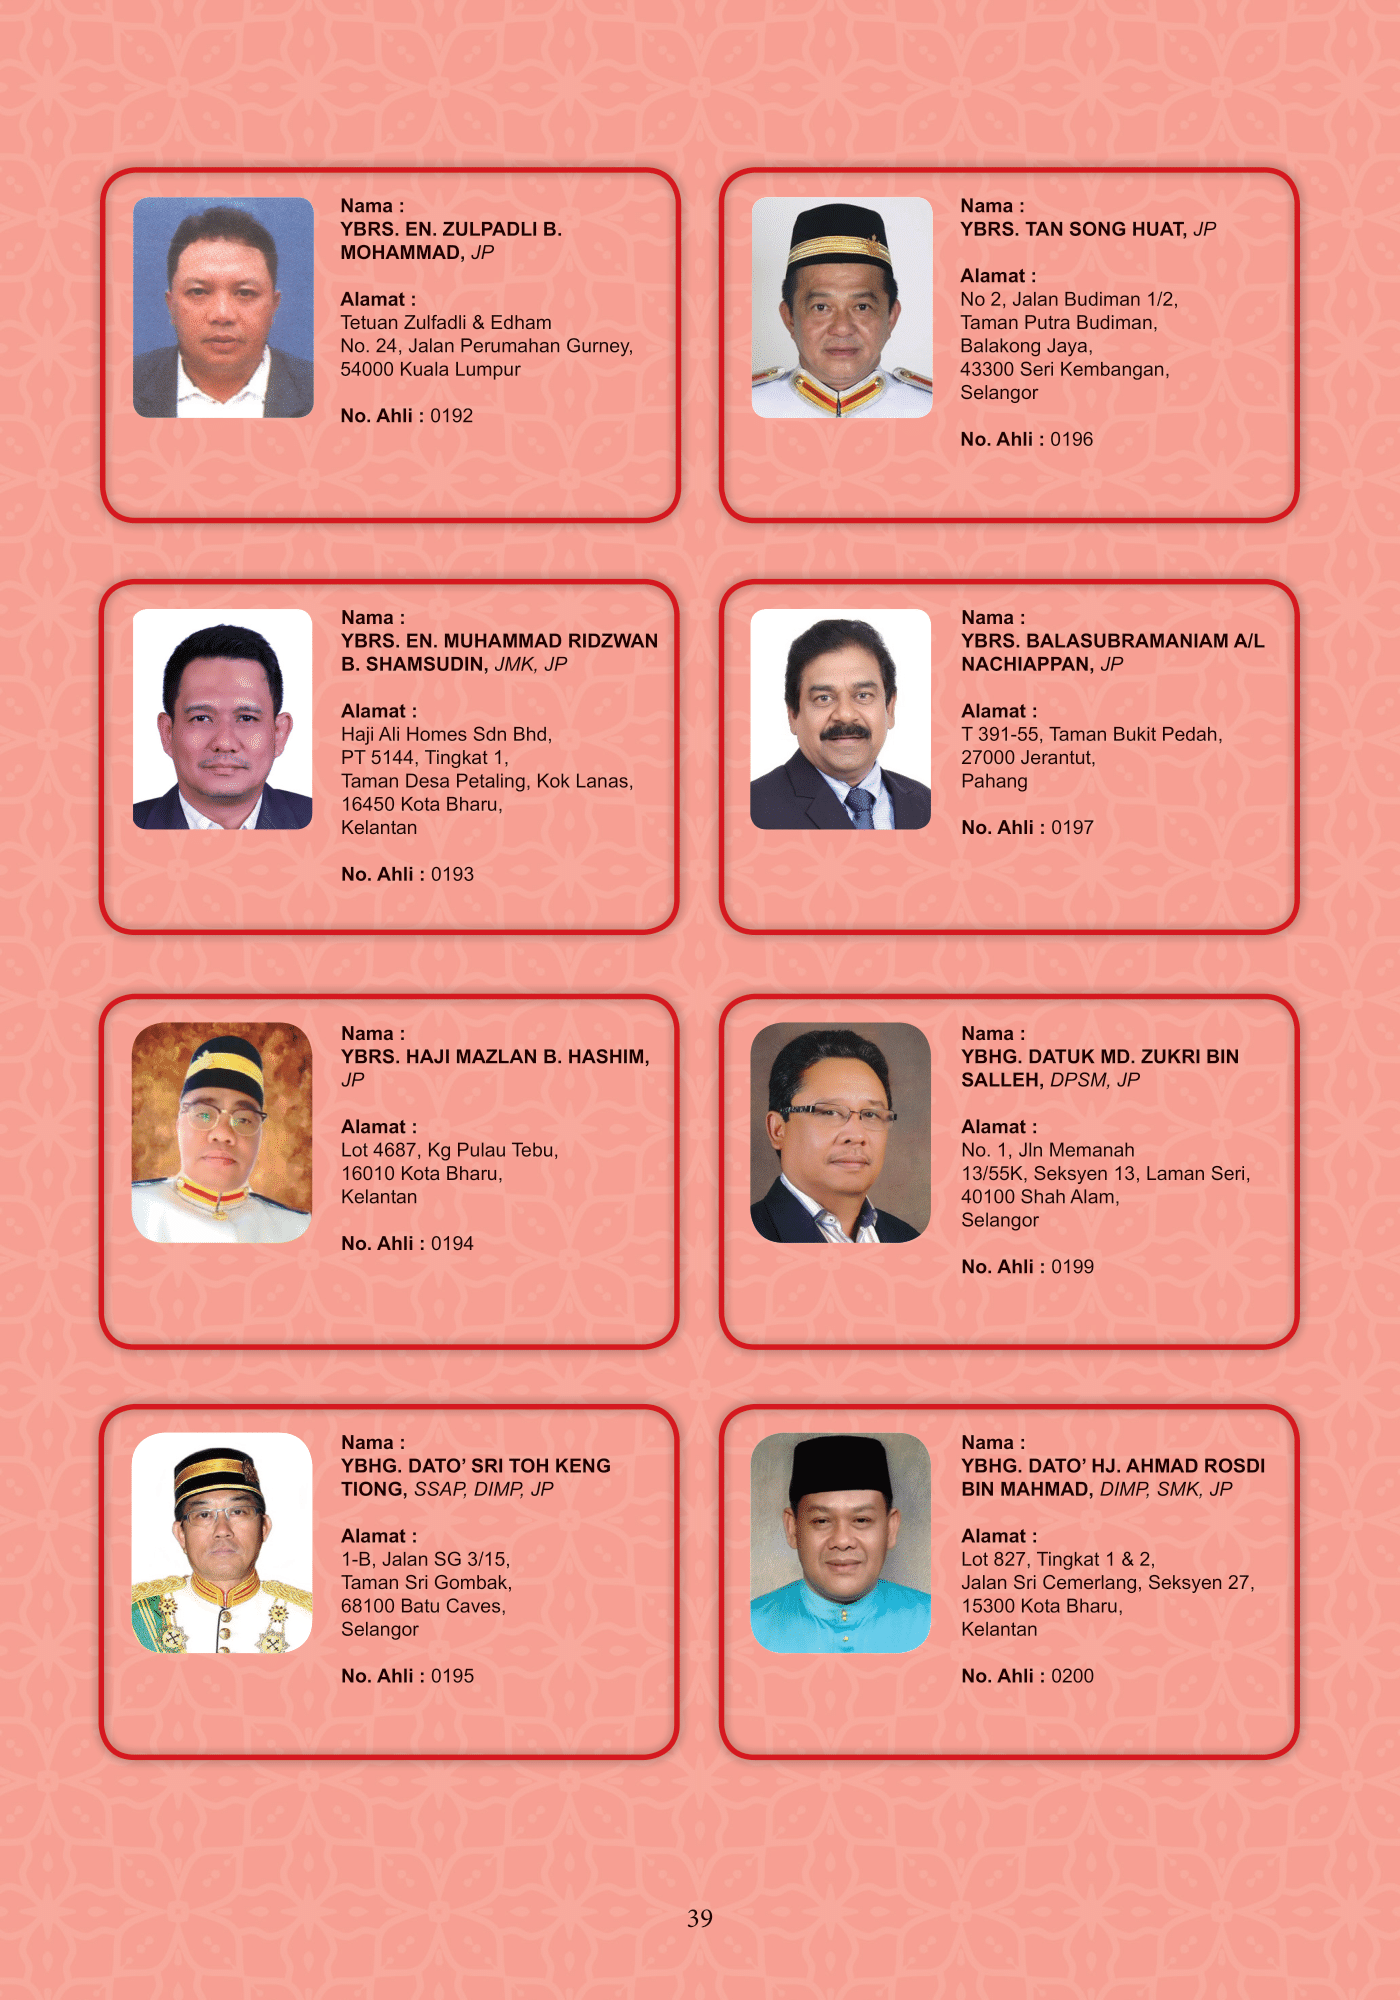 Nama :
YBRS. EN. ZULPADLI B.
MOHAMMAD, JP
Alamat :
Tetuan Zulfadli & Edham
No. 24, Jalan Perumahan Gurney,
54000 Kuala Lumpur
No. Ahli : 0192
Nama :
YBRS. TAN SONG HUAT, JP
Alamat :
No 2, Jalan Budiman 1/2,
Taman Putra Budiman,
Balakong Jaya,
43300 Seri Kembangan,
Selangor
No. Ahli : 0196
Nama :
YBRS. EN. MUHAMMAD RIDZWAN
B. SHAMSUDIN, JMK, JP
Alamat :
Haji Ali Homes Sdn Bhd,
PT 5144, Tingkat 1,
Taman Desa Petaling, Kok Lanas,
16450 Kota Bharu,
Kelantan
No. Ahli : 0193
Nama :
YBRS. BALASUBRAMANIAM A/L
NACHIAPPAN, JP
Alamat :
T 391-55, Taman Bukit Pedah,
27000 Jerantut,
Pahang
No. Ahli : 0197
Nama :
YBRS. HAJI MAZLAN B. HASHIM,
JP
Alamat :
Lot 4687, Kg Pulau Tebu,
16010 Kota Bharu,
Kelantan
No. Ahli : 0194
Nama :
YBHG. DATUK MD. ZUKRI BIN
SALLEH, DPSM, JP
Alamat :
No. 1, Jln Memanah
13/55K, Seksyen 13, Laman Seri,
40100 Shah Alam,
Selangor
No. Ahli : 0199
Nama :
YBHG. DATO’ SRI TOH KENG
TIONG, SSAP, DIMP, JP
Alamat :
1-B, Jalan SG 3/15,
Taman Sri Gombak,
68100 Batu Caves,
Selangor
No. Ahli : 0195
Nama :
YBHG. DATO’ HJ. AHMAD ROSDI
BIN MAHMAD, DIMP, SMK, JP
Alamat :
Lot 827, Tingkat 1 & 2,
Jalan Sri Cemerlang, Seksyen 27,
15300 Kota Bharu,
Kelantan
No. Ahli : 0200
39